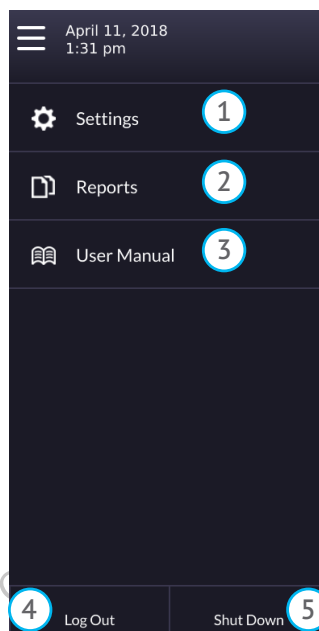 April 11, 2018
1:31 pm
Settings 1
Reports 2
User Manual 3
4 Log Out
Shut Down 5